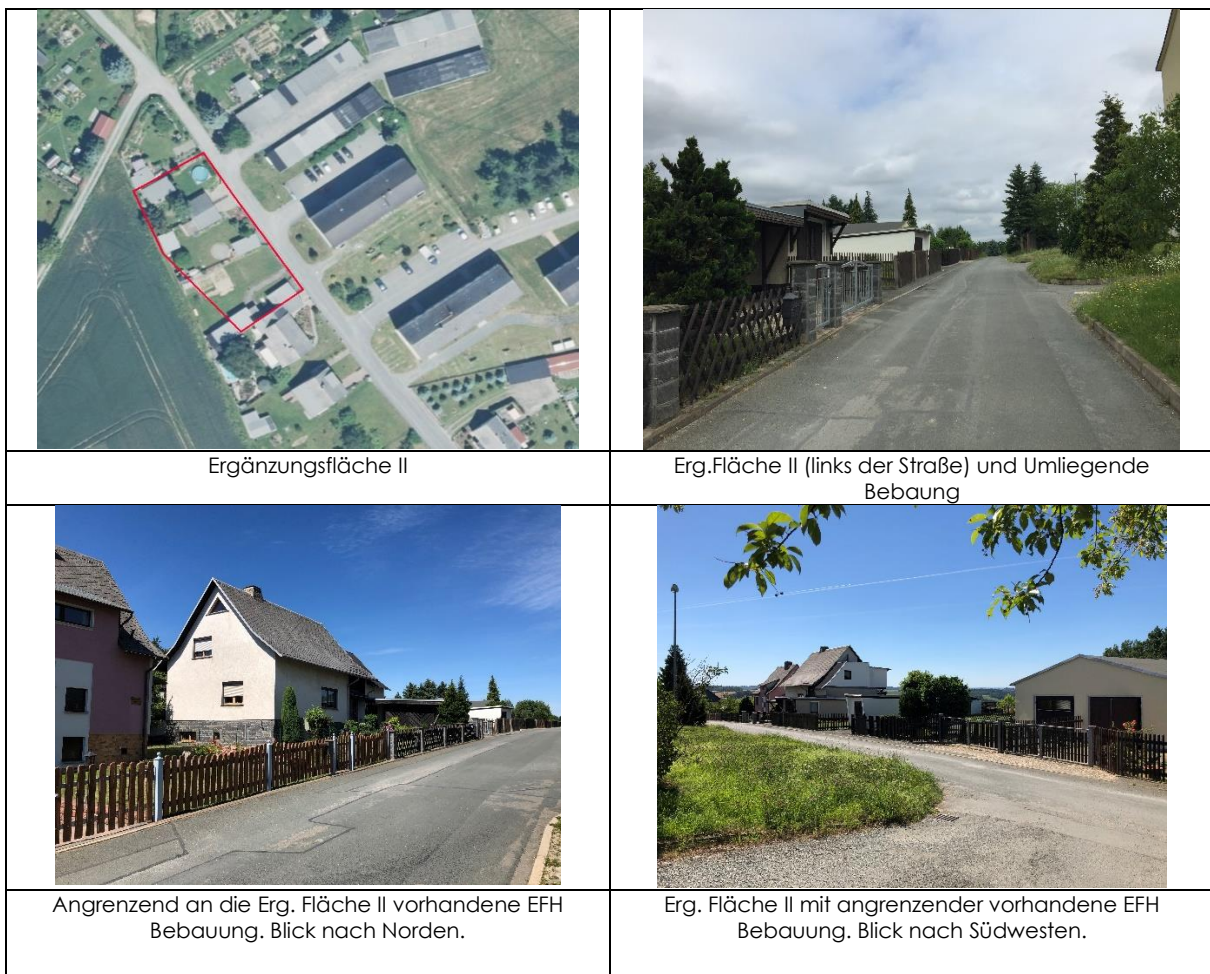 Ergänzungsfläche II
Erg.Fläche II (links der Straße) und Umliegende
Bebaung
Angrenzend an die Erg. Fläche II vorhandene EFH
Bebauung. Blick nach Norden.
Erg. Fläche II mit angrenzender vorhandene EFH
Bebauung. Blick nach Südwesten.